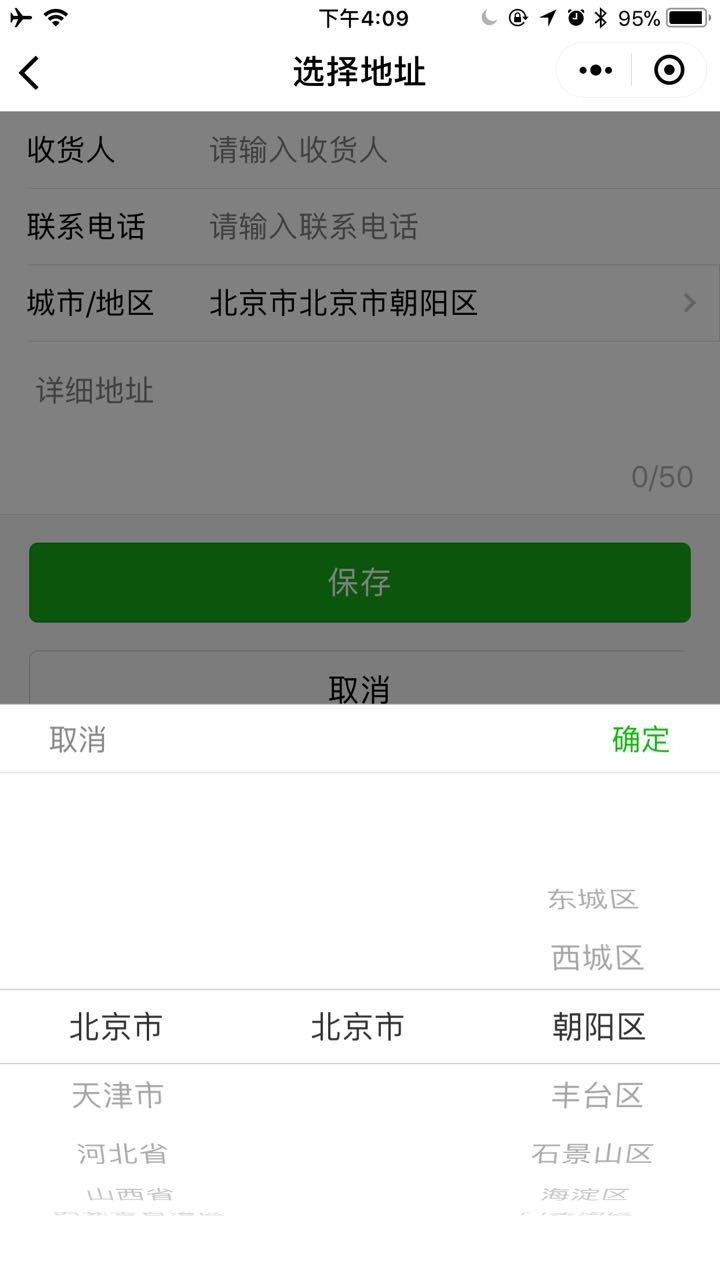 下午4:09 95%
选择地址
收货人 请输入收货人
联系电话 请输入联系电话
城市/地区 北京市北京市朝阳区
详细地址
0/50
保存
取消
取消 确定
东城区
西城区
北京市 北京市 朝阳区
天津市 丰台区
河北省 石景山区
山西省 海淀区